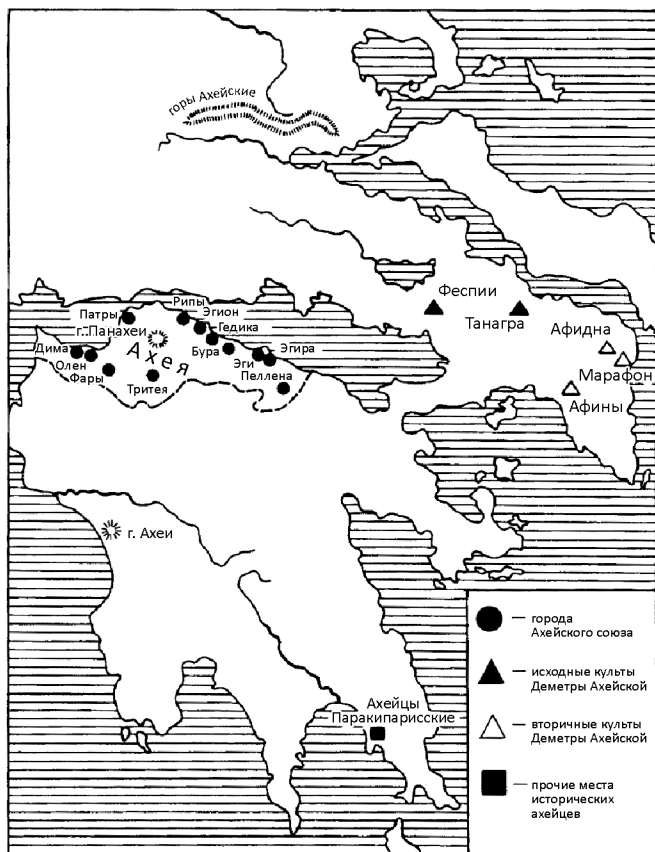 горы Ахейские
Феспии
Танагра
Афидна
Марафон
Афины
Патры
Рипы
Эгион
г. Панахеи
Гедика
Ахея
Дима
Бура
Эгира
Олен
Эги
Фары
Пеллена
Тритея
г. Ахеи
Ахейцы
Паракипарисские
— города
Ахейского союза
— исходные культы
Деметры Ахейской
— вторичные культы
Деметры Ахейской
— прочие места
исторических
ахейцев